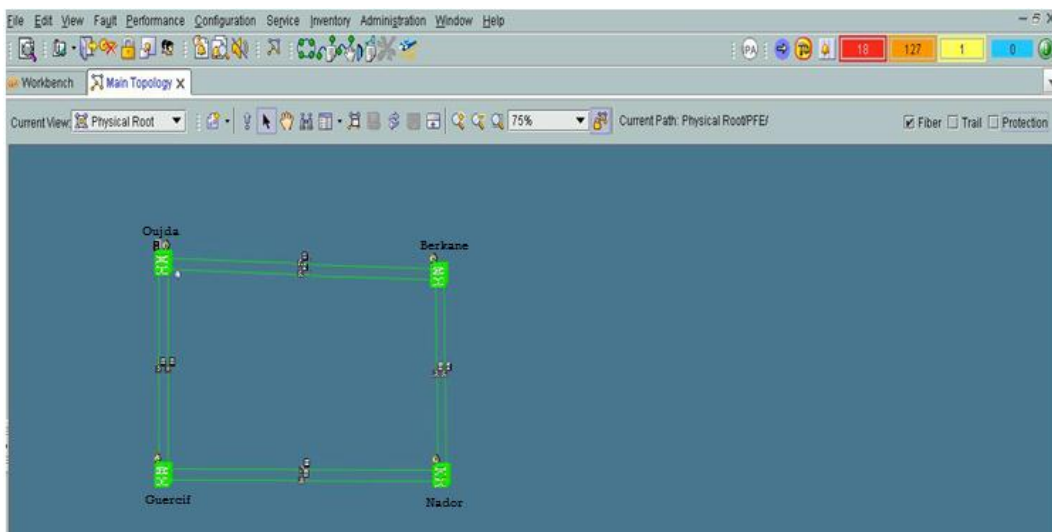 File Edit View Fault Performance Configuration Service Inventory Administration Window Help
PA 18 127 1 0
Workbench Main Topology X
Current View: Physical Root 75% Current Path: Physical Root/PFE/ Fiber Trail Protection
Oujda
Berkane
Guercif
Nador